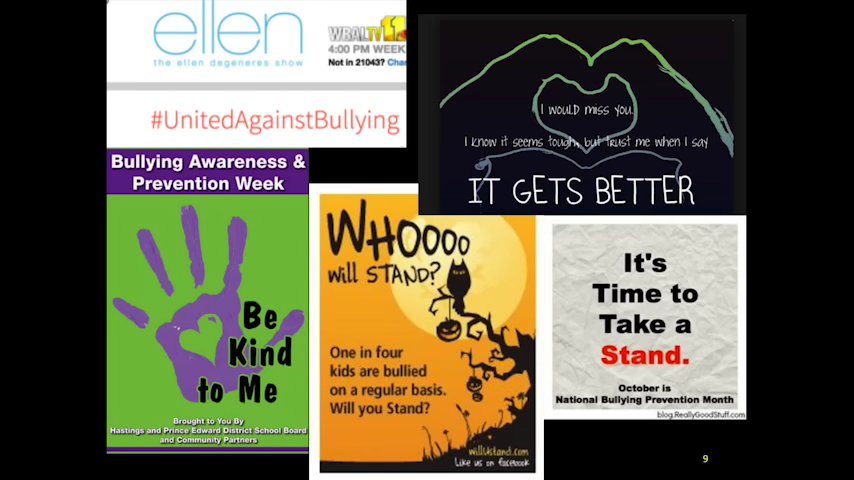 ellen
the ellen degeneres show
WBALTV 11
4:00 PM WEEK
Not in 21043?
#UnitedAgainstBullying
I would miss you.
I know it seems tough, but trust me when I say
IT GETS BETTER
Bullying Awareness &
Prevention Week
Be
Kind
to Me
Brought to You By
Hastings and Prince Edward District School Board
and Community Partners
WHOOOO
will STAND?
One in four
kids are bullied
on a regular basis.
Will you Stand?
willUstand.com
Like us on facebook
It's
Time to
Take a
Stand.
October is
National Bullying Prevention Month
blog.ReallyGoodStuff.com
9